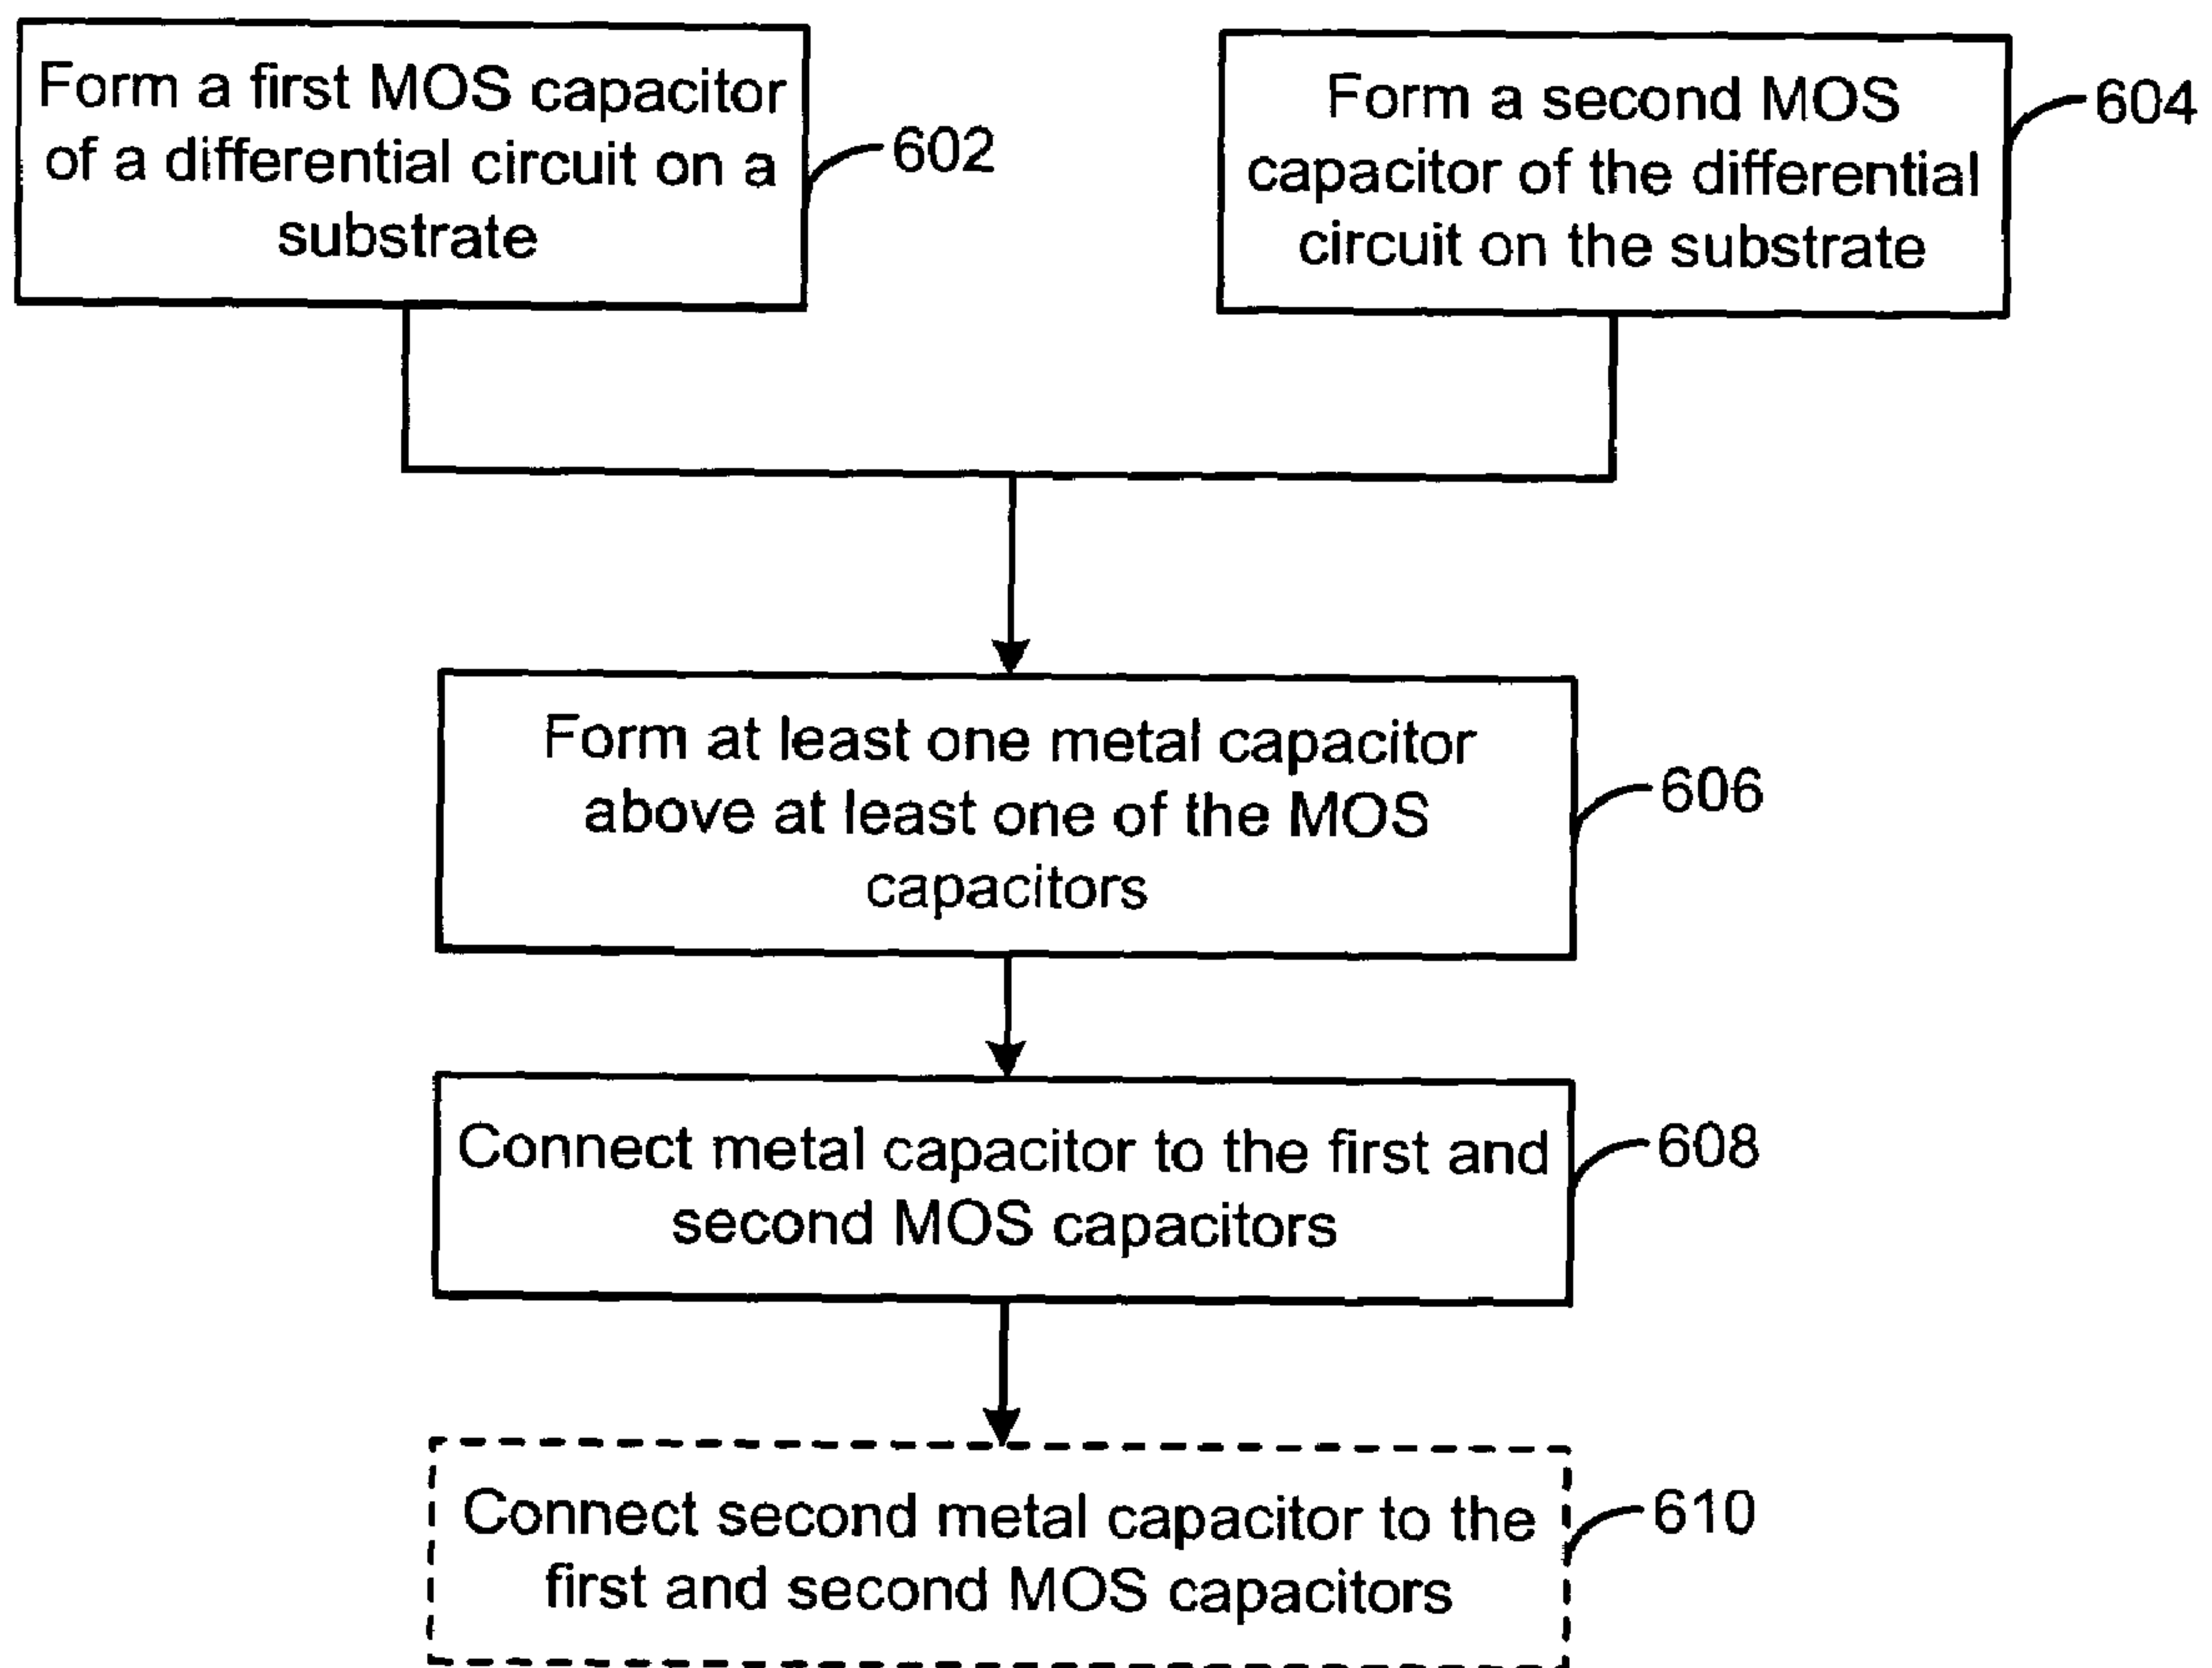 Form a first MOS capacitor
of a differential circuit on a
substrate
602
Form a second MOS
capacitor of the differential
circuit on the substrate
604
Form at least one metal capacitor
above at least one of the MOS
capacitors
606
Connect metal capacitor to the first and
second MOS capacitors
608
Connect second metal capacitor to the
first and second MOS capacitors
610